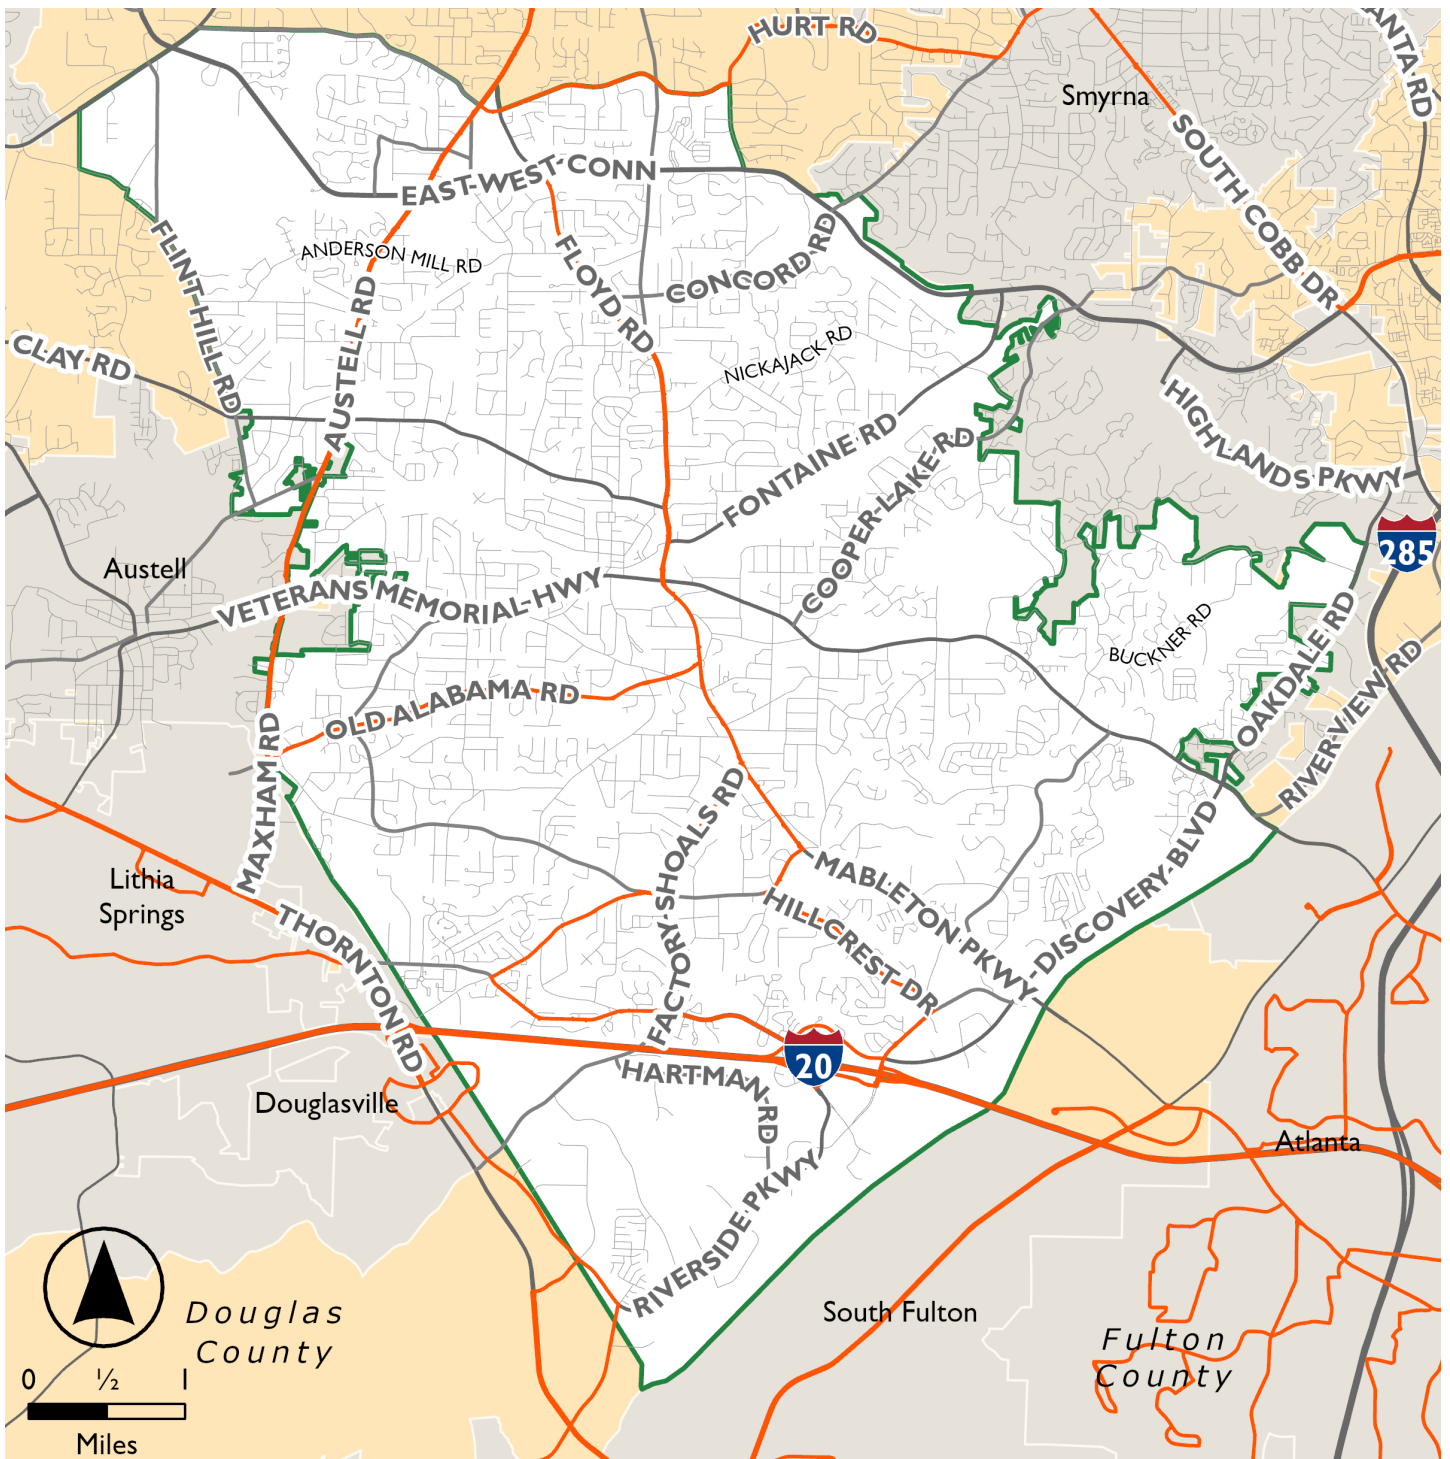 HURT RD
ANTA RD
Smyrna
SOUTH COBB DR
EAST-WEST-CONN
FLINT-HILL-RD
ANDERSON MILL RD
FLOYD RD
CONCORD RD
AUSTELL RD
CLAY RD
NICKAJACK RD
HIGHLANDS PKWY
FONTAINE RD
COOPER-LAKE-RD
285
Austell
VETERANS MEMORIAL-HWY
BUCKNER RD
OAKDALE RD
RIVER VIEW RD
OLD ALABAMA RD
MAXHAM RD
FACTORY-SHOALS RD
DISCOVERY-BLVD
MABLETON PKWY
HILLCREST DR
Lithia
Springs
THORNTON RD
20
HARTMAN-RD
Douglasville
Atlanta
RIVERSIDE PKWY
Douglas
County
South Fulton
Fulton
County
0 ½ 1
Miles